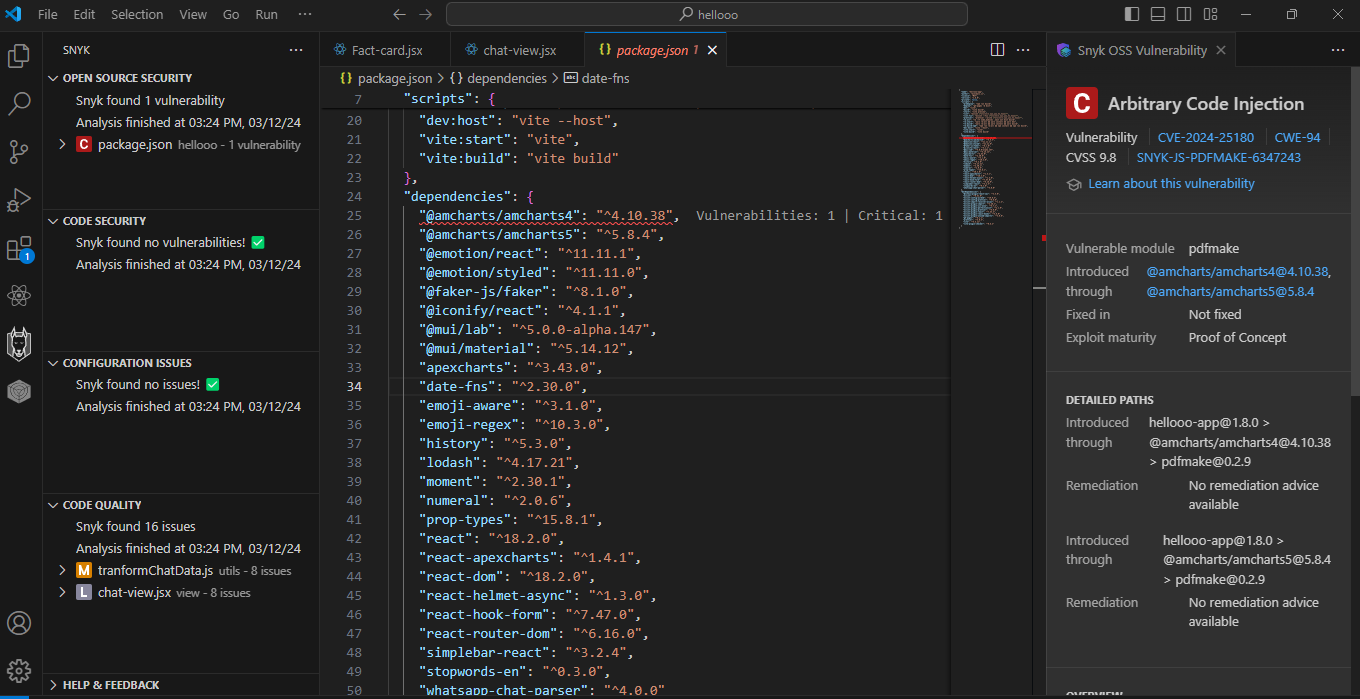 File Edit Selection View Go Run ··· hellooo
SNYK ···
OPEN SOURCE SECURITY
Snyk found 1 vulnerability
Analysis finished at 03:24 PM, 03/12/24
C package.json hellooo - 1 vulnerability
CODE SECURITY
Snyk found no vulnerabilities! ✅
Analysis finished at 03:24 PM, 03/12/24
CONFIGURATION ISSUES
Snyk found no issues! ✅
Analysis finished at 03:24 PM, 03/12/24
CODE QUALITY
Snyk found 16 issues
Analysis finished at 03:24 PM, 03/12/24
M tranformChatData.js utils - 8 issues
L chat-view.jsx view - 8 issues
HELP & FEEDBACK
1
Fact-card.jsx chat-view.jsx {} package.json 1 ···
{} package.json > {} dependencies > abc date-fns
7 "scripts": {
20 "dev:host": "vite --host",
21 "vite:start": "vite",
22 "vite:build": "vite build"
23 },
24 "dependencies": {
25 "@amcharts/amcharts4": "^4.10.38", Vulnerabilities: 1 | Critical: 1
26 "@amcharts/amcharts5": "^5.8.4",
27 "@emotion/react": "^11.11.1",
28 "@emotion/styled": "^11.11.0",
29 "@faker-js/faker": "^8.1.0",
30 "@iconify/react": "^4.1.1",
31 "@mui/lab": "^5.0.0-alpha.147",
32 "@mui/material": "^5.14.12",
33 "apexcharts": "^3.43.0",
34 "date-fns": "^2.30.0",
35 "emoji-aware": "^3.1.0",
36 "emoji-regex": "^10.3.0",
37 "history": "^5.3.0",
38 "lodash": "^4.17.21",
39 "moment": "^2.30.1",
40 "numeral": "^2.0.6",
41 "prop-types": "^15.8.1",
42 "react": "^18.2.0",
43 "react-apexcharts": "^1.4.1",
44 "react-dom": "^18.2.0",
45 "react-helmet-async": "^1.3.0",
46 "react-hook-form": "^7.47.0",
47 "react-router-dom": "^6.16.0",
48 "simplebar-react": "^3.2.4",
49 "stopwords-en": "^0.3.0",
50 "whatsapp-chat-parser": "^4.0.0"
Snyk OSS Vulnerability ···
C Arbitrary Code Injection
Vulnerability CVE-2024-25180 CWE-94
CVSS 9.8 SNYK-JS-PDFMAKE-6347243
Learn about this vulnerability
Vulnerable module pdfmake
Introduced through @amcharts/amcharts4@4.10.38,
@amcharts/amcharts5@5.8.4
Fixed in Not fixed
Exploit maturity Proof of Concept
DETAILED PATHS
Introduced through hellooo-app@1.8.0 >
@amcharts/amcharts4@4.10.38
> pdfmake@0.2.9
Remediation No remediation advice
available
Introduced through hellooo-app@1.8.0 >
@amcharts/amcharts5@5.8.4
> pdfmake@0.2.9
Remediation No remediation advice
available
OVERVIEW